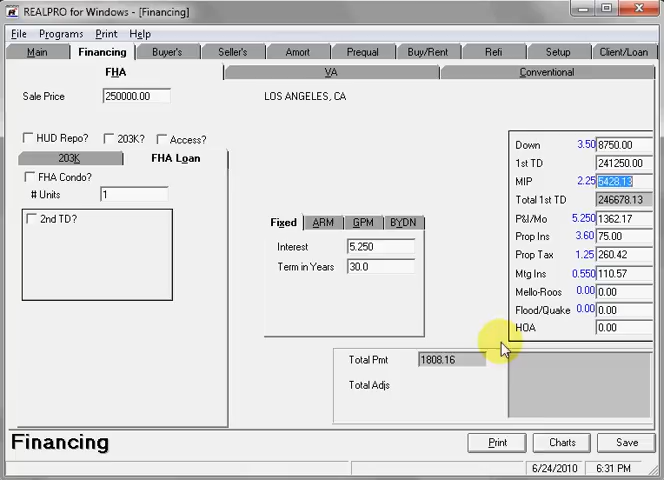 REALPRO for Windows - [Financing]
File Programs Print Help
Main Financing Buyer's Seller's Amort Prequal Buy/Rent Refi Setup Client/Loan
FHA VA Conventional
Sale Price 250000.00 LOS ANGELES, CA
HUD Repo? 203K? Access?
203K FHA Loan
FHA Condo?
# Units 1
2nd TD?
Fixed ARM GPM BYDN
Interest 5.250
Term in Years 30.0
Down 3.50 8750.00
1st TD 241250.00
MIP 2.25 5428.13
Total 1st TD 246678.13
P&I/Mo 5.250 1362.17
Prop Ins 3.60 75.00
Prop Tax 1.25 260.42
Mtg Ins 0.550 110.57
Mello-Roos 0.00 0.00
Flood/Quake 0.00 0.00
HOA 0.00
Total Pmt 1808.16
Total Adjs
Financing Print Charts Save
6/24/2010 6:31 PM